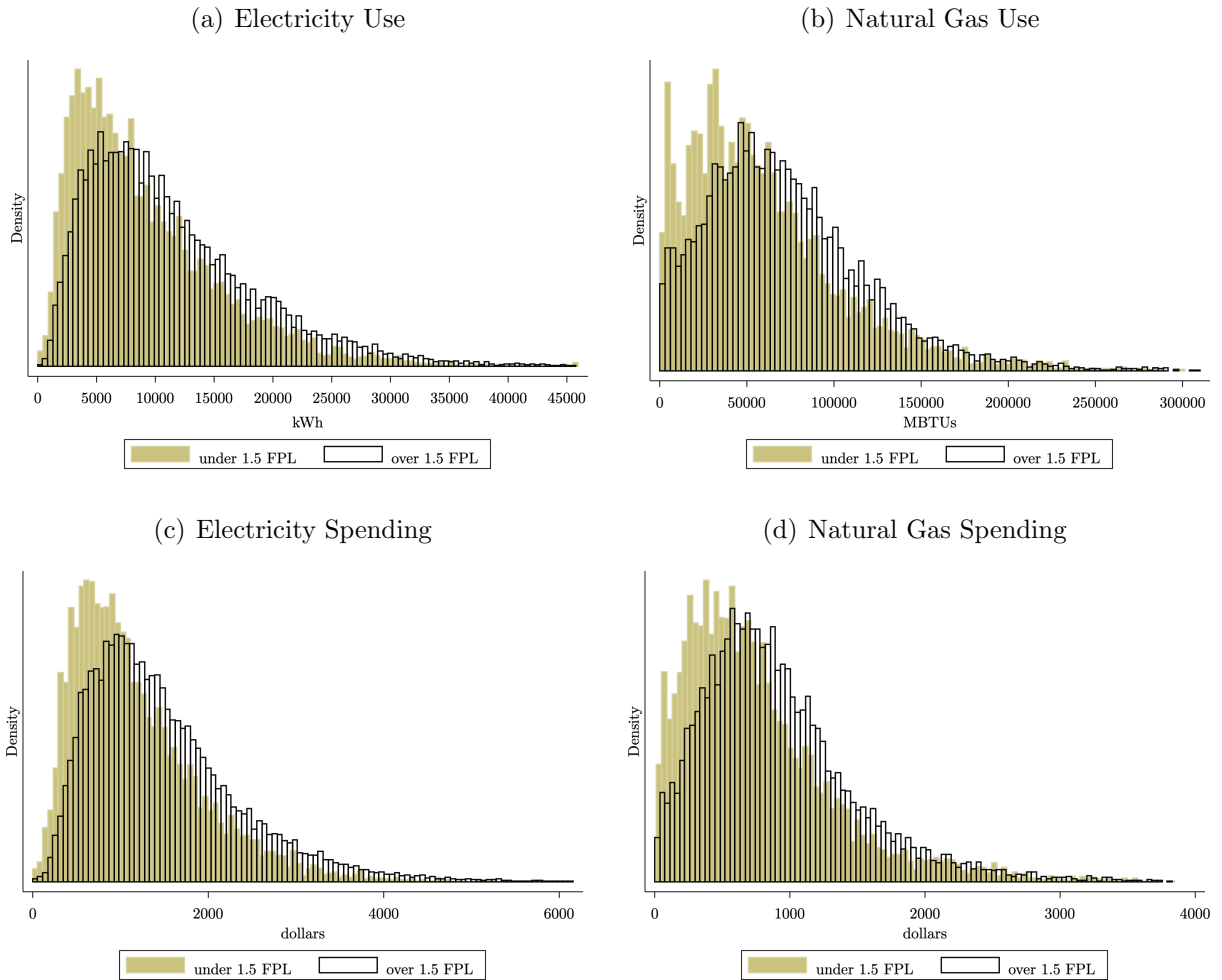 (a) Electricity Use
Density
0 5000 10000 15000 20000 25000 30000 35000 40000 45000
kWh
under 1.5 FPL over 1.5 FPL
(b) Natural Gas Use
Density
0 50000 100000 150000 200000 250000 300000
MBTUs
under 1.5 FPL over 1.5 FPL
(c) Electricity Spending
Density
0 2000 4000 6000
dollars
under 1.5 FPL over 1.5 FPL
(d) Natural Gas Spending
Density
0 1000 2000 3000 4000
dollars
under 1.5 FPL over 1.5 FPL